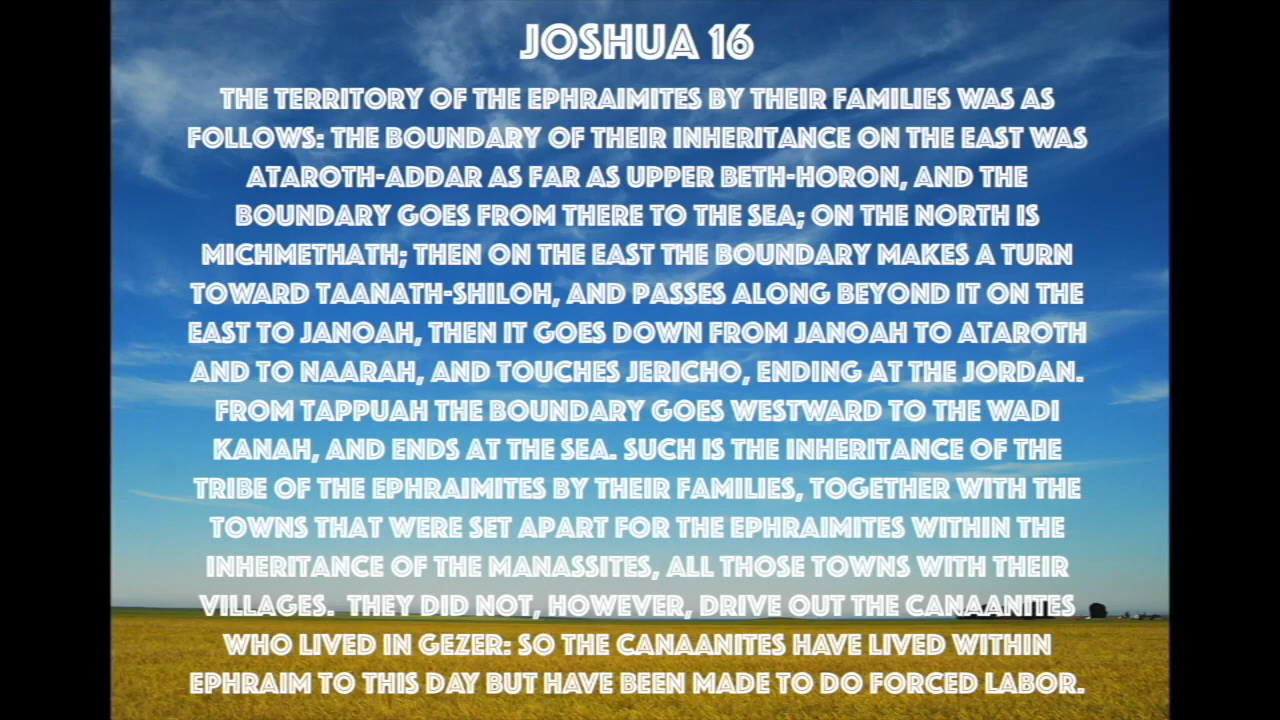 JOSHUA 16
THE TERRITORY OF THE EPHRAIMITES BY THEIR FAMILIES WAS AS
FOLLOWS: THE BOUNDARY OF THEIR INHERITANCE ON THE EAST WAS
ATAROTH-ADDAR AS FAR AS UPPER BETH-HORON, AND THE
BOUNDARY GOES FROM THERE TO THE SEA; ON THE NORTH IS
MICHMETHATH; THEN ON THE EAST THE BOUNDARY MAKES A TURN
TOWARD TAANATH-SHILOH, AND PASSES ALONG BEYOND IT ON THE
EAST TO JANOAH, THEN IT GOES DOWN FROM JANOAH TO ATAROTH
AND TO NAARAH, AND TOUCHES JERICHO, ENDING AT THE JORDAN.
FROM TAPPUAH THE BOUNDARY GOES WESTWARD TO THE WADI
KANAH, AND ENDS AT THE SEA. SUCH IS THE INHERITANCE OF THE
TRIBE OF THE EPHRAIMITES BY THEIR FAMILIES, TOGETHER WITH THE
TOWNS THAT WERE SET APART FOR THE EPHRAIMITES WITHIN THE
INHERITANCE OF THE MANASSITES, ALL THOSE TOWNS WITH THEIR
VILLAGES. THEY DID NOT, HOWEVER, DRIVE OUT THE CANAANITES
WHO LIVED IN GEZER: SO THE CANAANITES HAVE LIVED WITHIN
EPHRAIM TO THIS DAY BUT HAVE BEEN MADE TO DO FORCED LABOR.